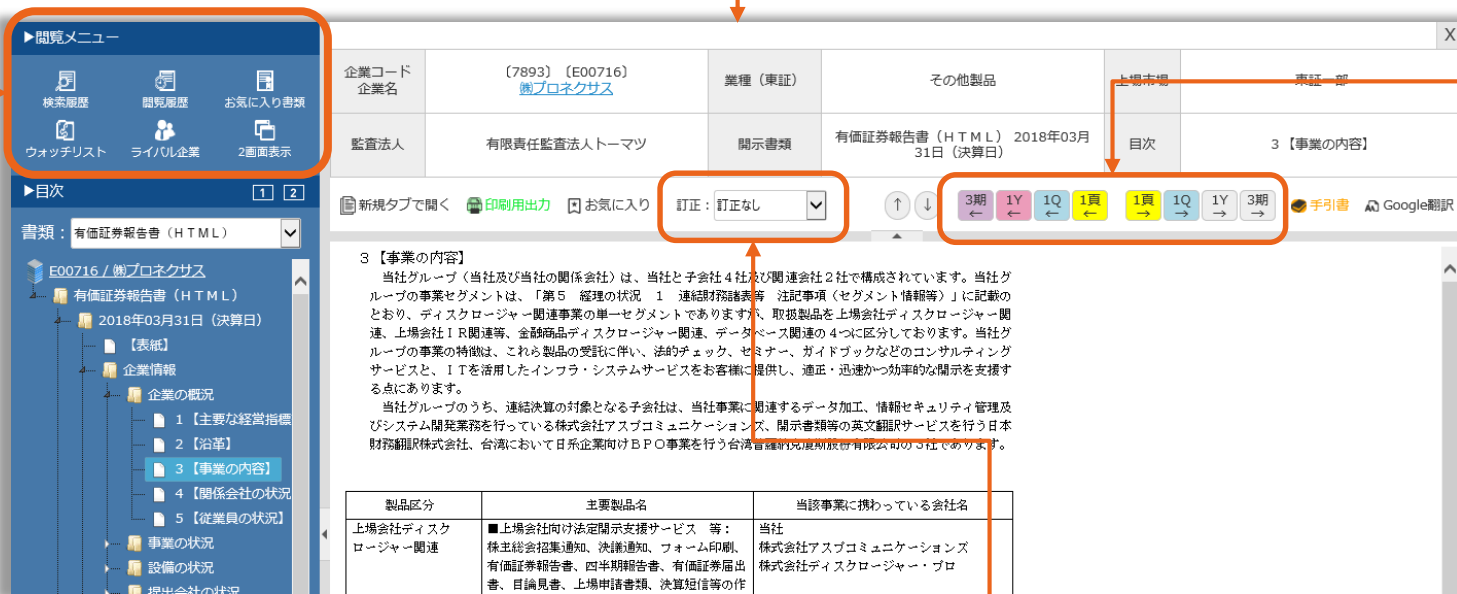 ▶閲覧メニュー
検索履歴
閲覧履歴
お気に入り書類
ウォッチリスト
ライバル企業
2画面表示
▶目次
1 2
書類：
有価証券報告書（HTML）
E00716 / ㈱プロネクサス
有価証券報告書（HTML）
2018年03月31日（決算日）
【表紙】
企業情報
企業の概況
1【主要な経営指標
2【沿革】
3【事業の内容】
4【関係会社の状況
5【従業員の状況】
事業の状況
設備の状況
提出会社の状況
X
企業コード
企業名
〔7893〕〔E00716〕
㈱プロネクサス
業種（東証）
その他製品
上場市場
東証一部
監査法人
有限責任監査法人トーマツ
開示書類
有価証券報告書（ＨＴＭＬ） 2018年03月
31日（決算日）
目次
3【事業の内容】
新規タブで開く
印刷用出力
お気に入り
訂正：
訂正なし
↑ ↓
3期
←
1Y
←
1Q
←
1頁
←
1頁
→
1Q
→
1Y
→
3期
→
手引書
Google翻訳
３【事業の内容】
当社グループ（当社及び当社の関係会社）は、当社と子会社４社及び関連会社２社で構成されています。当社グ
ループの事業セグメントは、「第５　経理の状況　１　連結財務諸表等　注記事項（セグメント情報等）」に記載の
とおり、ディスクロージャー関連事業の単一セグメントでありますが、取扱製品を上場会社ディスクロージャー関
連、上場会社ＩＲ関連等、金融商品ディスクロージャー関連、データベース関連の４つに区分しております。当社グ
ループの事業の特徴は、これら製品の受託に伴い、法的チェック、セミナー、ガイドブックなどのコンサルティング
サービスと、ＩＴを活用したインフラ・システムサービスをお客様に提供し、適正・迅速かつ効率的な開示を支援す
る点にあります。
当社グループのうち、連結決算の対象となる子会社は、当社事業に関連するデータ加工、情報セキュリティ管理及
びシステム開発業務を行っている株式会社アスプコミュニケーションズ、開示書類等の英文翻訳サービスを行う日本
財務翻訳株式会社、台湾において日系企業向けＢＰＯ事業を行う台湾普羅納克廈斯股份有限公司の３社であります。
製品区分
主要製品名
当該事業に携わっている会社名
上場会社ディスク
ロージャー関連
■上場会社向け法定開示支援サービス　等：
株主総会招集通知、決議通知、フォーム印刷、
有価証券報告書、四半期報告書、有価証券届出
書、目論見書、上場申請書類、決算短信等の作
当社
株式会社アスプコミュニケーションズ
株式会社ディスクロージャー・プロ